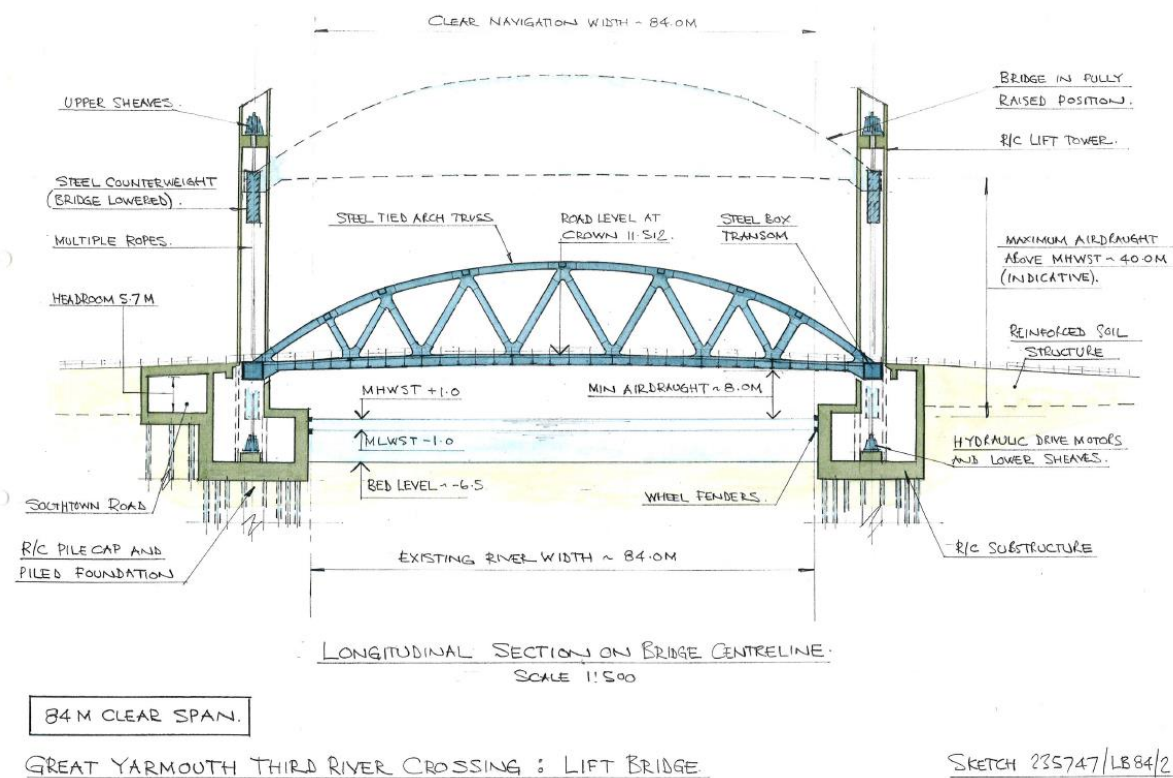 CLEAR NAVIGATION WIDTH ~ 84.0M
UPPER SHEAVES.
BRIDGE IN FULLY
RAISED POSITION.
R/C LIFT TOWER.
STEEL COUNTERWEIGHT
(BRIDGE LOWERED).
STEEL TIED ARCH TRUSS
ROAD LEVEL AT
CROWN 11.512.
STEEL BOX
TRANSOM
MULTIPLE ROPES.
MAXIMUM AIRDRAUGHT
ABOVE MHWST ~ 40.0M
(INDICATIVE).
HEADROOM 5.7M
REINFORCED SOIL
STRUCTURE
MHWST +1.0
MIN AIRDRAUGHT ~ 8.0M
MLWST -1.0
HYDRAULIC DRIVE MOTORS
AND LOWER SHEAVES.
BED LEVEL ~ -6.5
WHEEL FENDERS.
SOUTHTOWN ROAD
R/C PILE CAP AND
PILED FOUNDATION
EXISTING RIVER WIDTH ~ 84.0M
R/C SUBSTRUCTURE
LONGITUDINAL SECTION ON BRIDGE CENTRELINE.
SCALE 1:500
84M CLEAR SPAN.
GREAT YARMOUTH THIRD RIVER CROSSING : LIFT BRIDGE.
SKETCH 235747/LB84/2